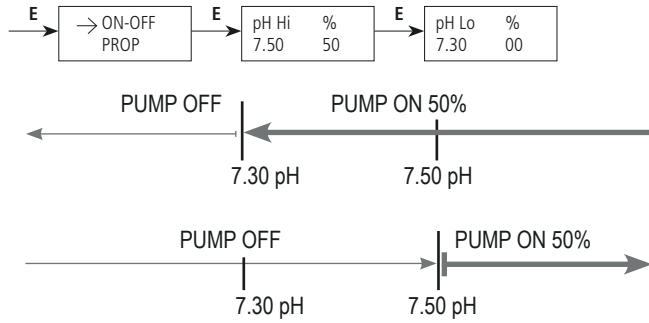 E
→ ON-OFF
PROP
E
pH Hi %
7.50 50
E
pH Lo %
7.30 00
PUMP OFF PUMP ON 50%
7.30 pH 7.50 pH
PUMP OFF PUMP ON 50%
7.30 pH 7.50 pH